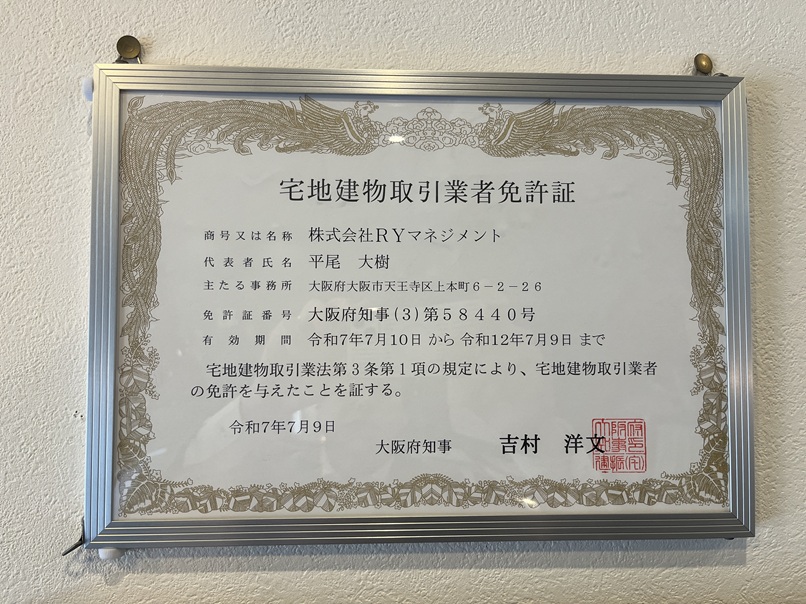 宅地建物取引業者免許証
商号又は名称 株式会社RYマネジメント
代表者氏名 平尾 大樹
主たる事務所 大阪府大阪市天王寺区上本町6-2-26
免許証番号 大阪府知事(3)第58440号
有効期間 令和7年7月10日から令和12年7月9日まで
宅地建物取引業法第3条第1項の規定により、宅地建物取引業者
の免許を与えたことを証する。
令和7年7月9日
大阪府知事 吉村 洋文